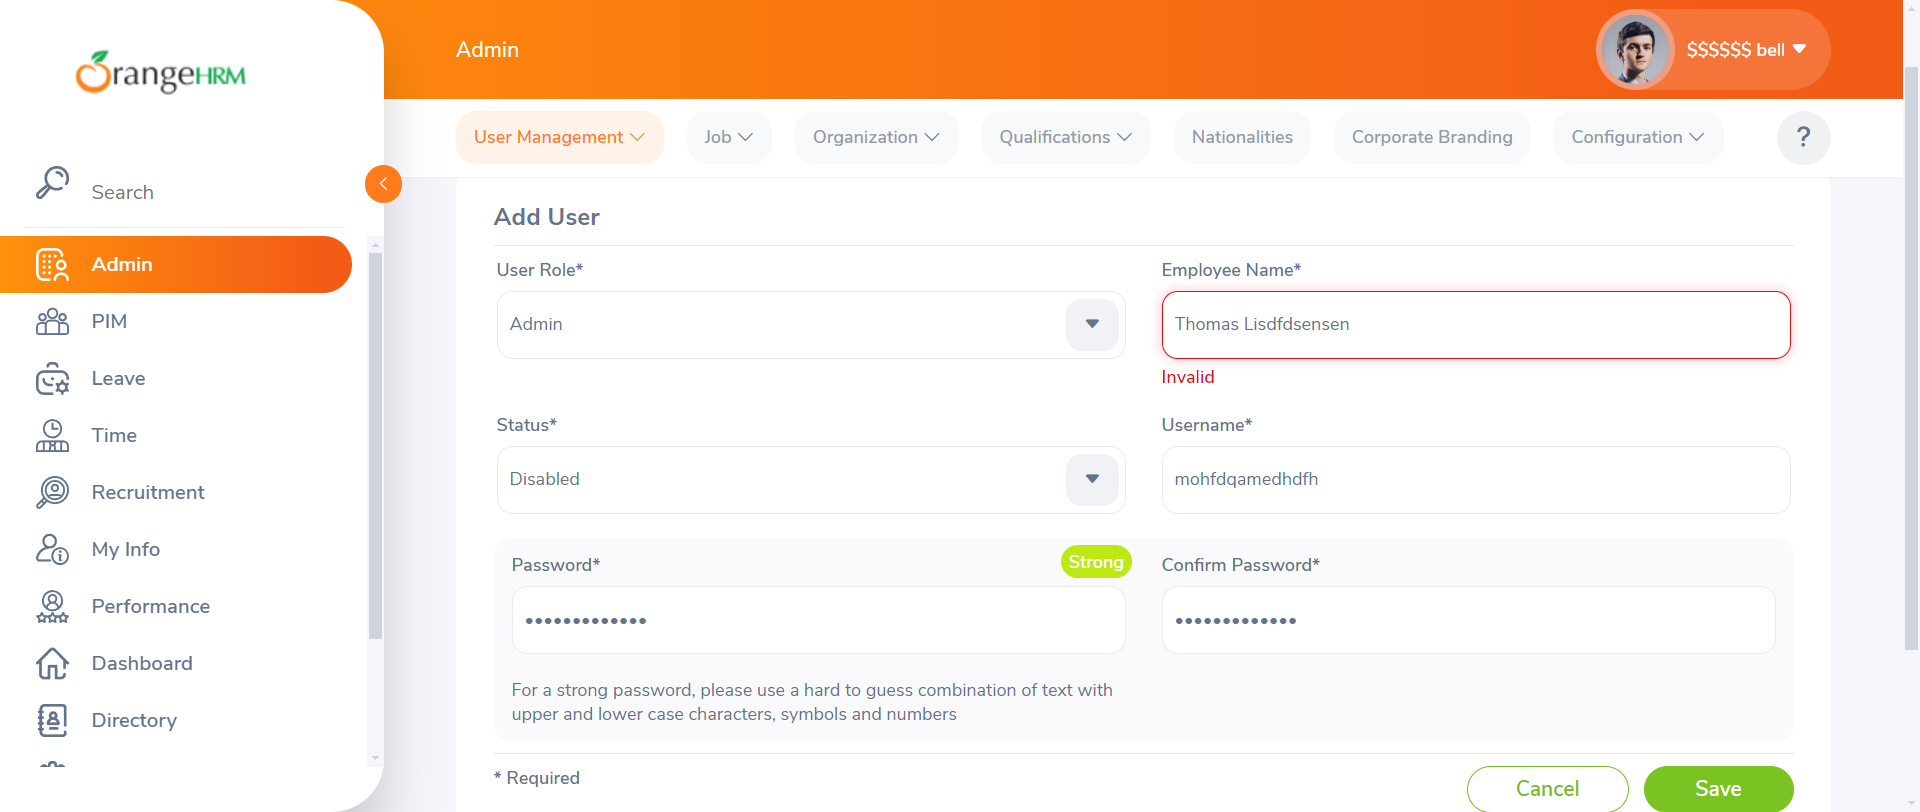 OrangeHRM
Admin
$$$$$$ bell
Search
User Management
Job
Organization
Qualifications
Nationalities
Corporate Branding
Configuration
?
Admin
PIM
Leave
Time
Recruitment
My Info
Performance
Dashboard
Directory
Add User
User Role*
Admin
Employee Name*
Thomas Lisdfdsensen
Invalid
Status*
Disabled
Username*
mohfdqamedhdfh
Password*
Strong
•••••••••••••
Confirm Password*
•••••••••••••
For a strong password, please use a hard to guess combination of text with
upper and lower case characters, symbols and numbers
* Required
Cancel
Save